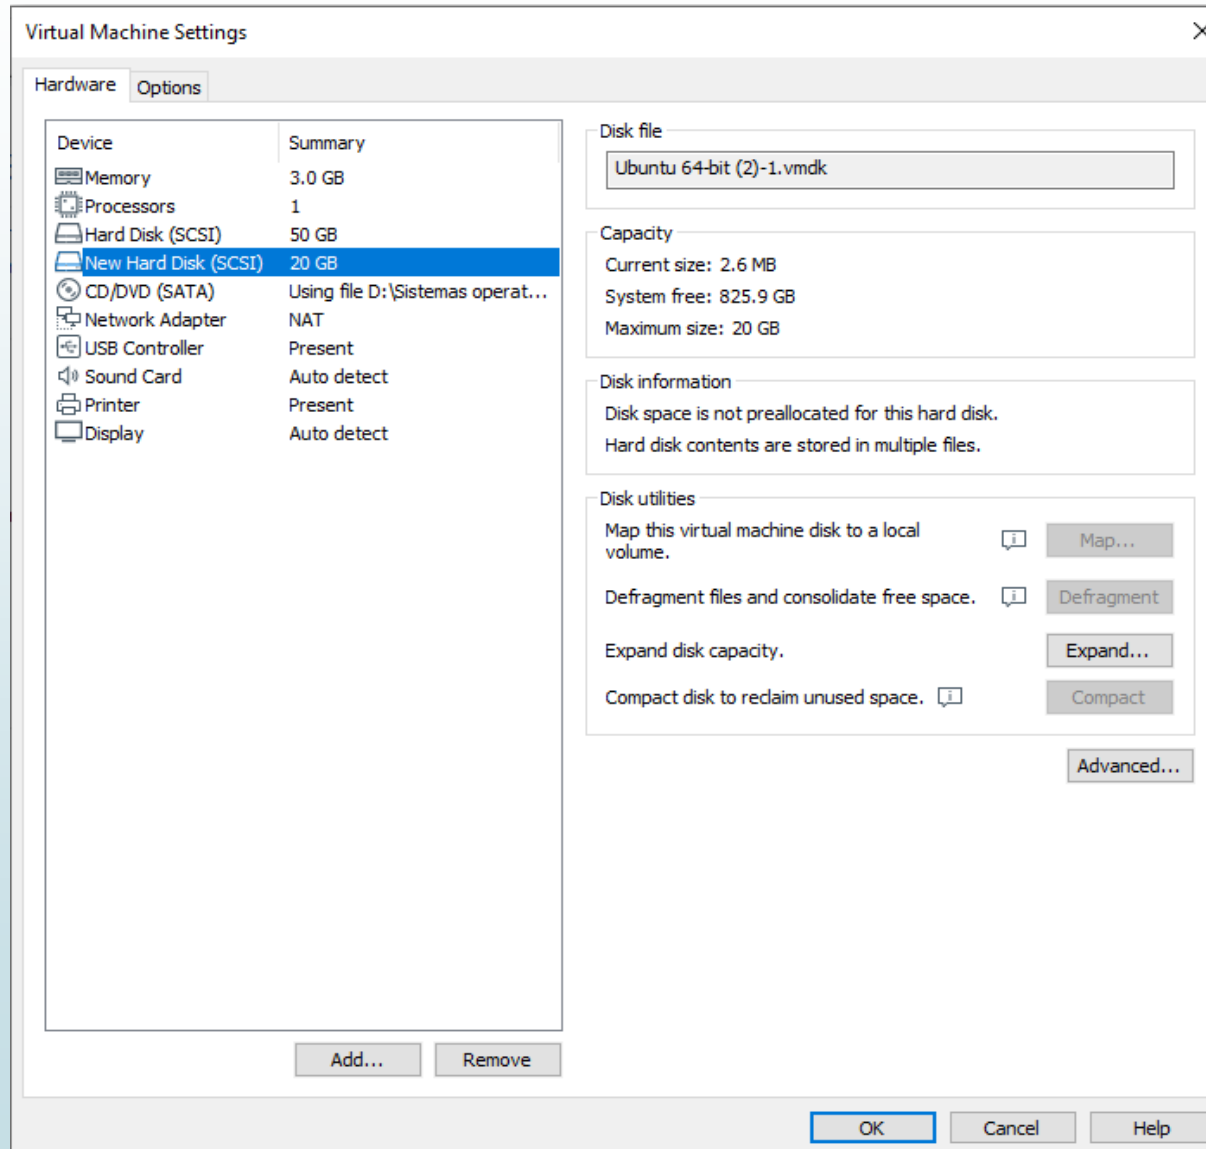 Virtual Machine Settings
Hardware Options
Device Summary
Memory 3.0 GB
Processors 1
Hard Disk (SCSI) 50 GB
New Hard Disk (SCSI) 20 GB
CD/DVD (SATA) Using file D:\Sistemas operat...
Network Adapter NAT
USB Controller Present
Sound Card Auto detect
Printer Present
Display Auto detect
Add... Remove
Disk file
Ubuntu 64-bit (2)-1.vmdk
Capacity
Current size: 2.6 MB
System free: 825.9 GB
Maximum size: 20 GB
Disk information
Disk space is not preallocated for this hard disk.
Hard disk contents are stored in multiple files.
Disk utilities
Map this virtual machine disk to a local
volume.
Map...
Defragment files and consolidate free space. Defragment
Expand disk capacity. Expand...
Compact disk to reclaim unused space. Compact
Advanced...
OK Cancel Help